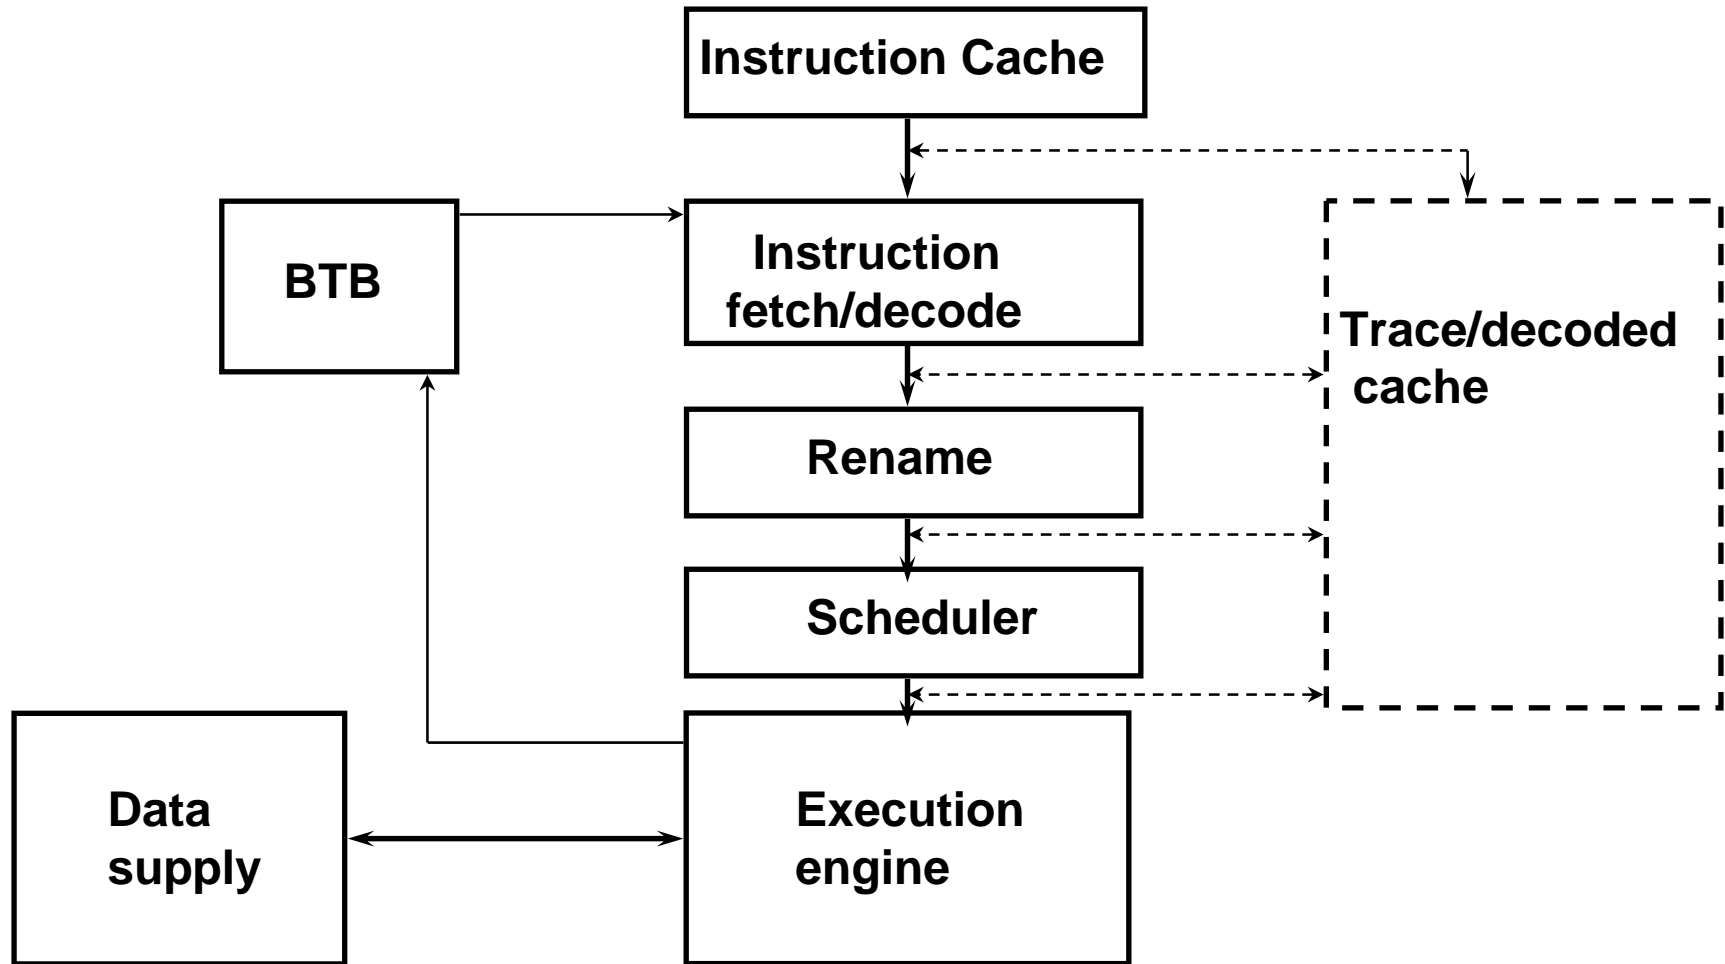 Instruction Cache
BTB
Instruction
fetch/decode
Trace/decoded
cache
Rename
Scheduler
Data
supply
Execution
engine